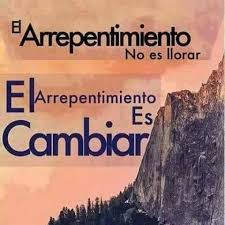 El Arrepentimiento
No es llorar
El Arrepentimiento
Es
Cambiar